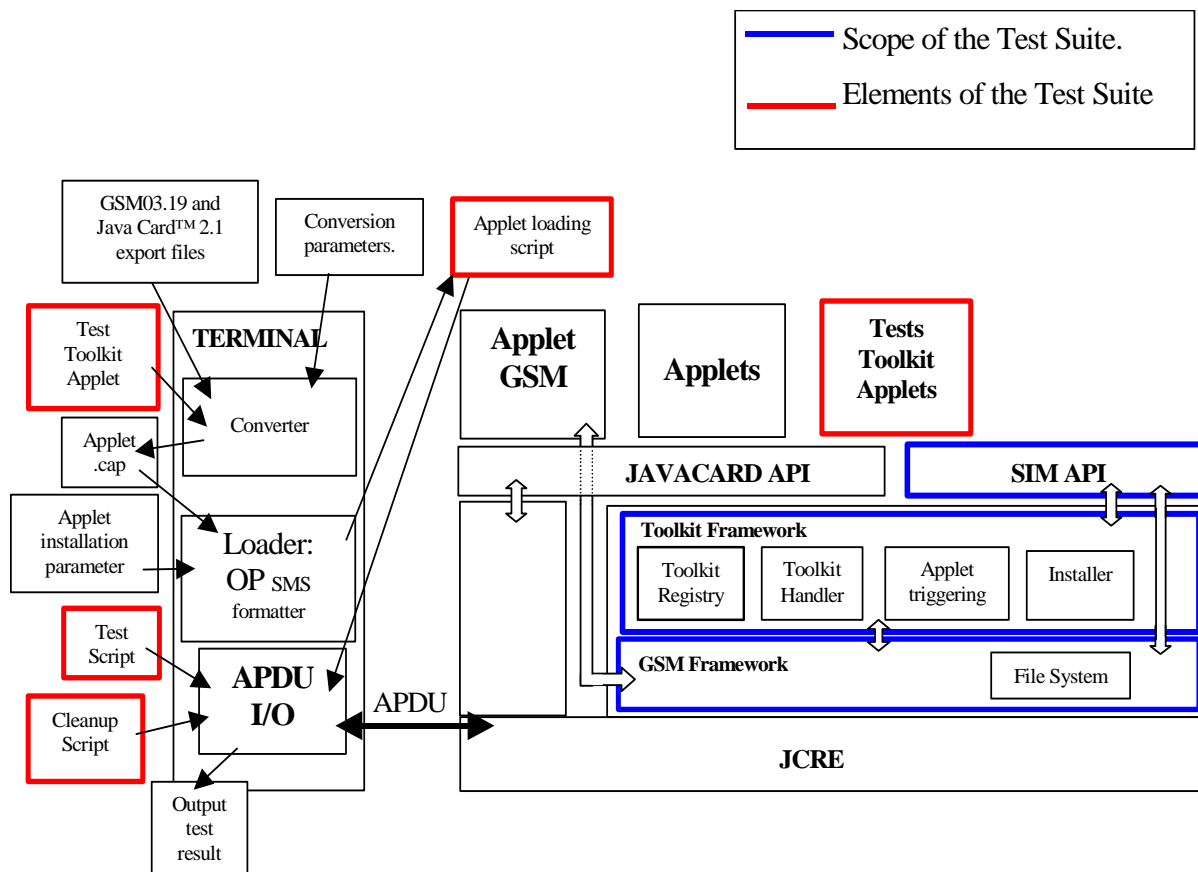 Scope of the Test Suite.
Elements of the Test Suite
GSM03.19 and
Java Card™ 2.1
export files
Conversion
parameters.
Applet loading
script
Test
Toolkit
Applet
TERMINAL
Converter
Applet
.cap
Applet
installation
parameter
Loader:
OP SMS
formatter
Test
Script
APDU
I/O
Cleanup
Script
Output
test
result
APDU
Applet
GSM
Applets
Tests
Toolkit
Applets
JAVACARD API
SIM API
Toolkit Framework
Toolkit
Registry
Toolkit
Handler
Applet
triggering
Installer
GSM Framework
File System
JCRE